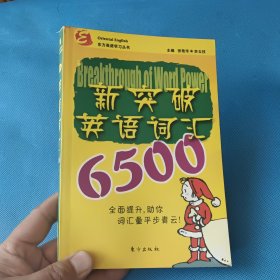 Oriental English
东方英语学习丛书
主编
Breakthrough of Word Power
新突破
英语词汇
6500
全面提升,助你
词汇量平步青云!
东方出版社